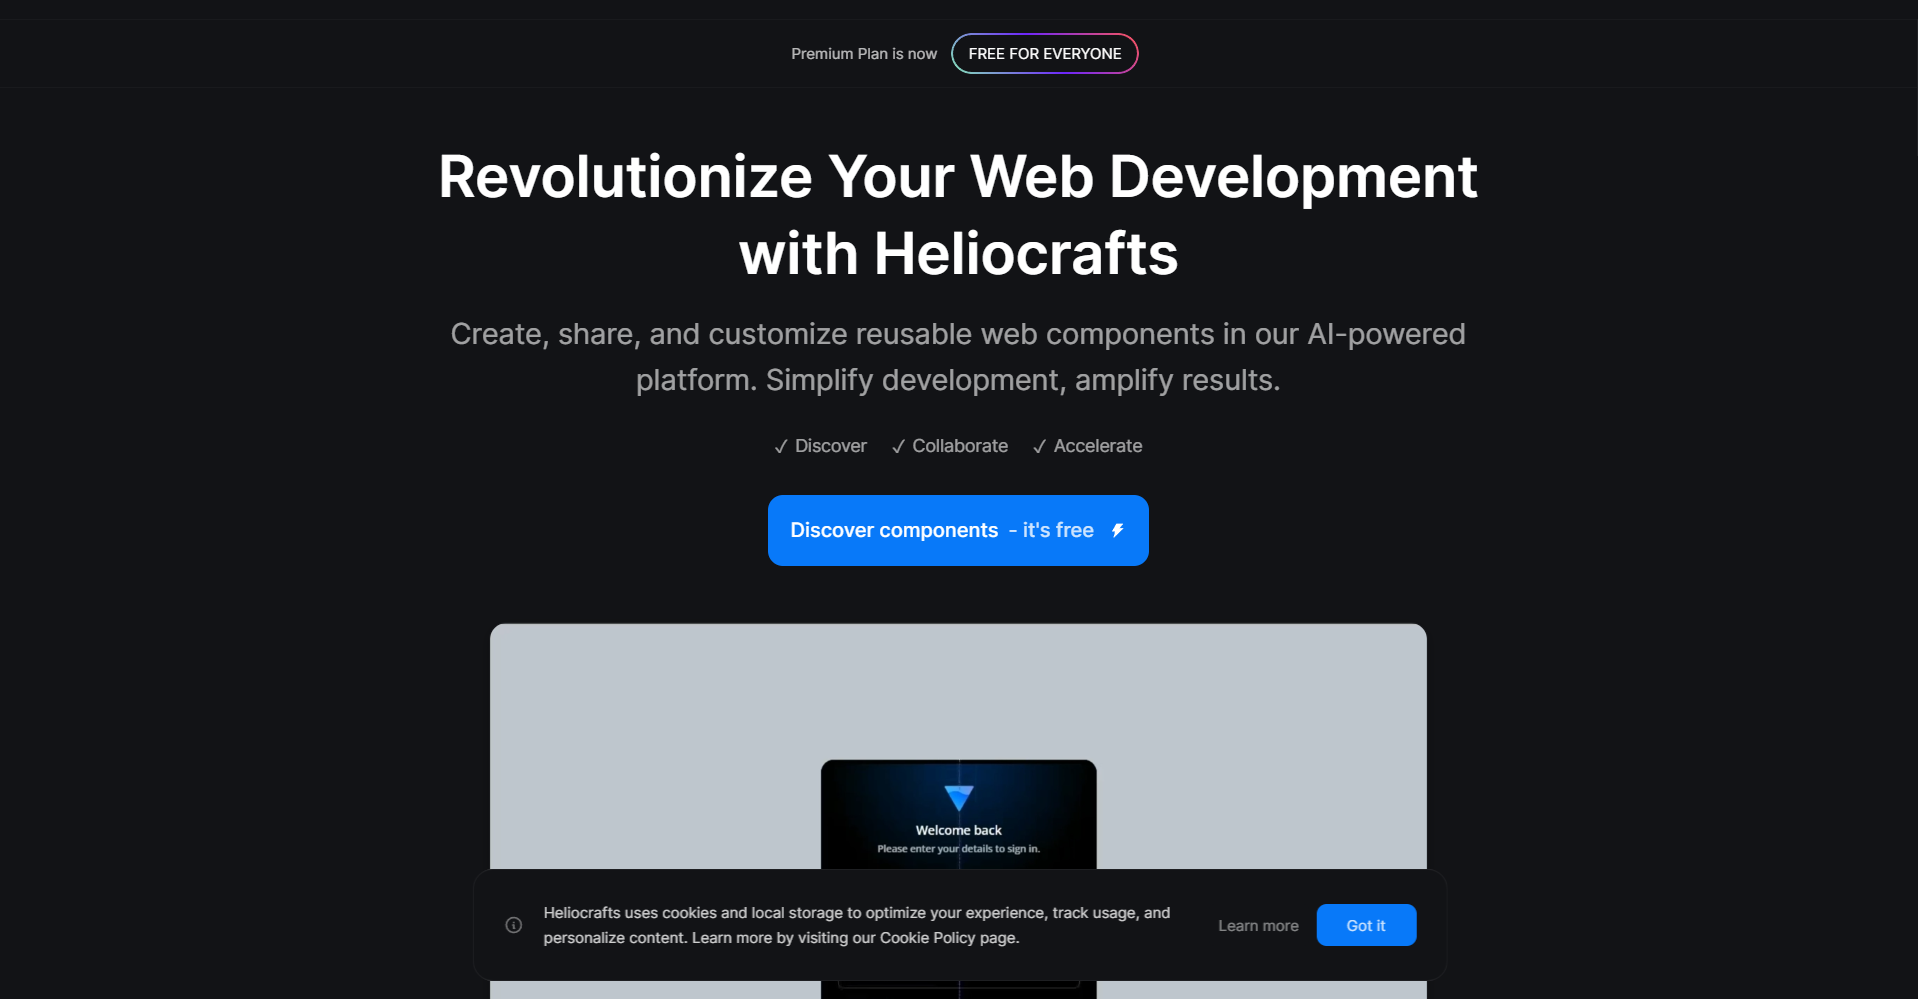 Premium Plan is now FREE FOR EVERYONE
Revolutionize Your Web Development
with Heliocrafts
Create, share, and customize reusable web components in our AI-powered
platform. Simplify development, amplify results.
✓ Discover ✓ Collaborate ✓ Accelerate
Discover components - it's free
Welcome back
Please enter your details to sign in.
Heliocrafts uses cookies and local storage to optimize your experience, track usage, and
personalize content. Learn more by visiting our Cookie Policy page.
Learn more
Got it